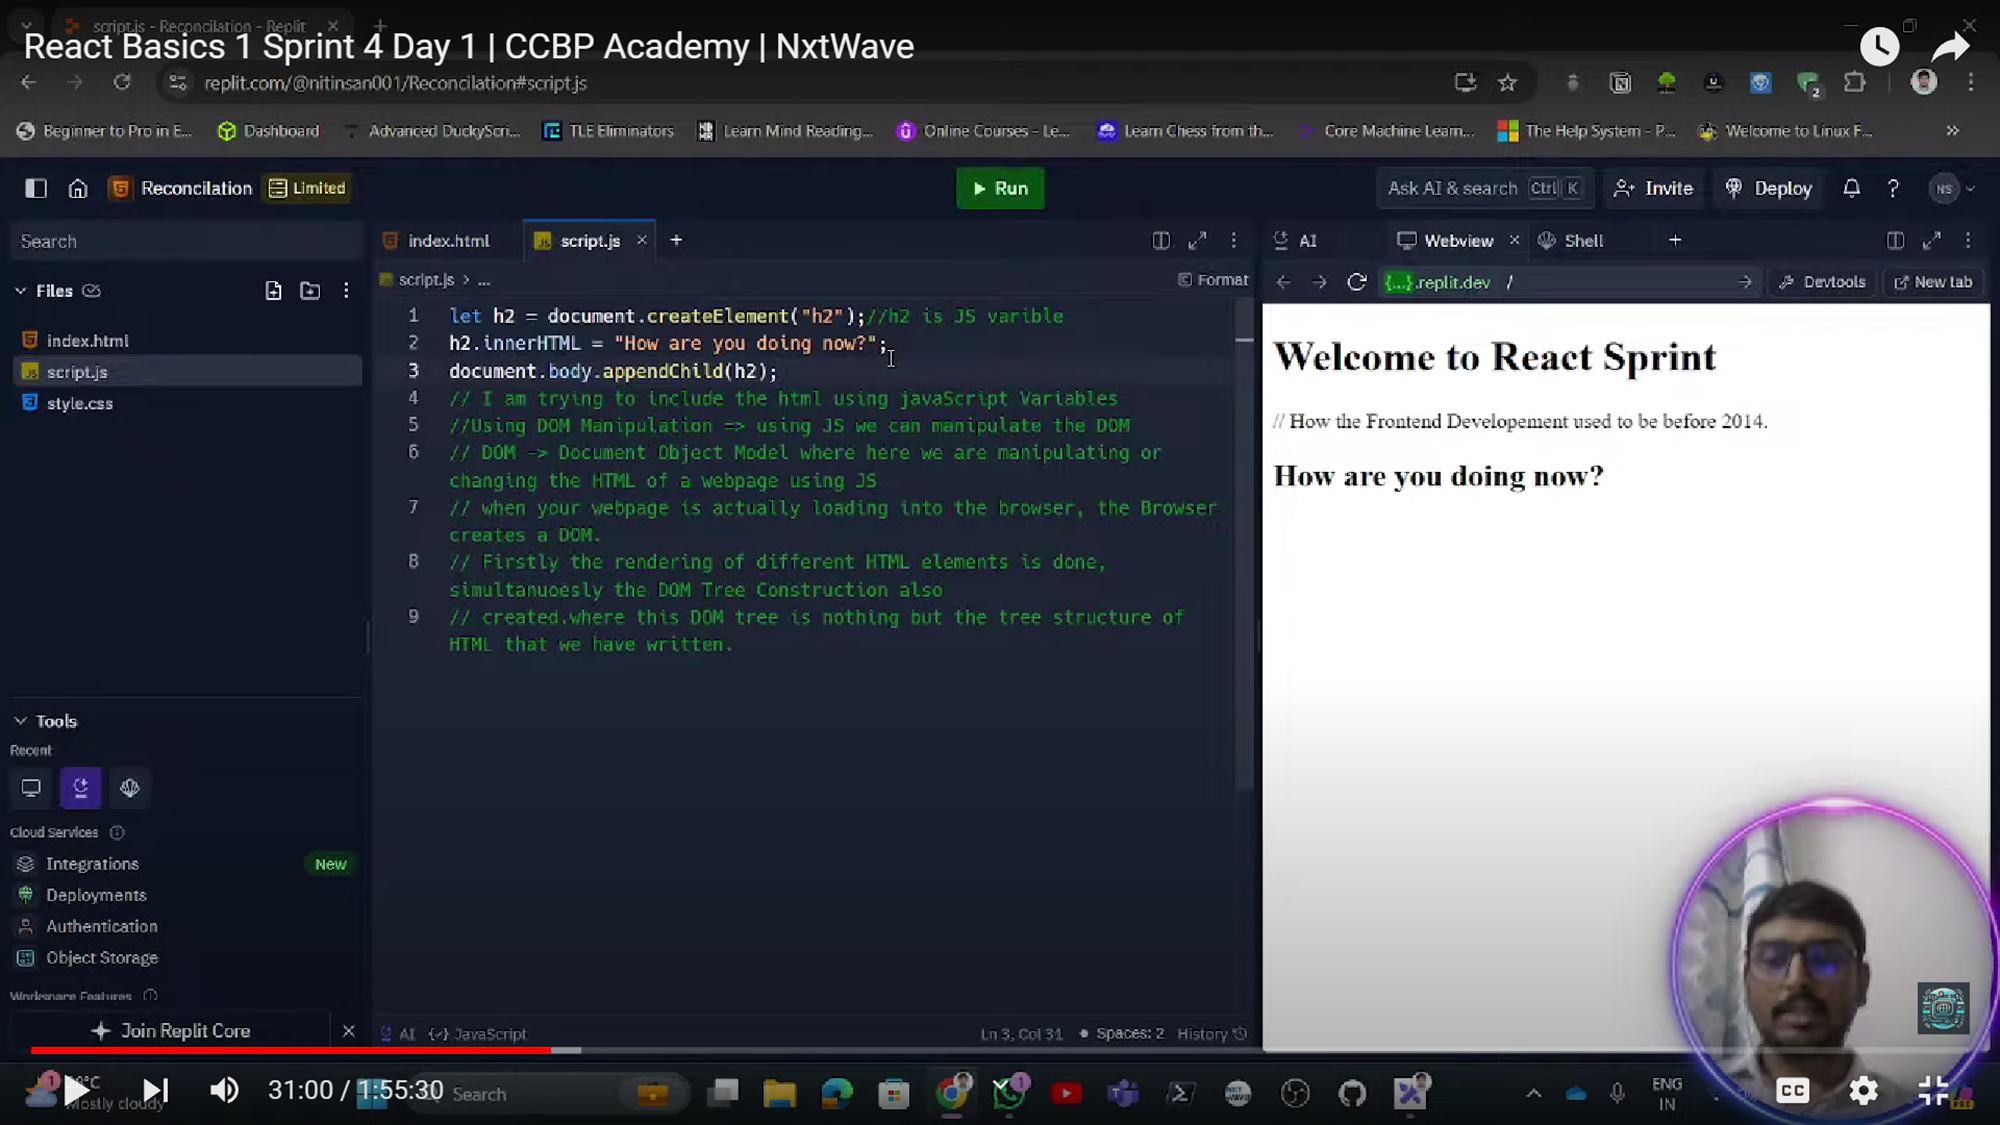 script.js - Reconcilation - Replit
React Basics 1 Sprint 4 Day 1 | CCBP Academy | NxtWave
replit.com/@nitinsan001/Reconcilation#script.js
2
Beginner to Pro in E... Dashboard Advanced DuckyScri... TLE Eliminators Learn Mind Reading... Online Courses - Le... Learn Chess from th... Core Machine Learn... The Help System - P... Welcome to Linux F...
Reconcilation Limited Run Ask AI & search Ctrl K Invite Deploy NS
Search
index.html script.js AI Webview Shell
script.js > ... Format {...}.replit.dev / Devtools New tab
Files
index.html
script.js
style.css
1 let h2 = document.createElement("h2");//h2 is JS varible
2 h2.innerHTML = "How are you doing now?";
3 document.body.appendChild(h2);
4 // I am trying to include the html using javaScript Variables
5 //Using DOM Manipulation => using JS we can manipulate the DOM
6 // DOM -> Document Object Model where here we are manipulating or
changing the HTML of a webpage using JS
7 // when your webpage is actually loading into the browser, the Browser
creates a DOM.
8 // Firstly the rendering of different HTML elements is done,
simultanuoesly the DOM Tree Construction also
9 // created.where this DOM tree is nothing but the tree structure of
HTML that we have written.
Welcome to React Sprint
// How the Frontend Developement used to be before 2014.
How are you doing now?
Tools
Recent
Cloud Services
Integrations New
Deployments
Authentication
Object Storage
Workspace Features
Join Replit Core
AI JavaScript Ln 3, Col 31 Spaces: 2 History
31:00 / 1:55:30
Mostly cloudy
Search
1
1
ENG
IN
CC